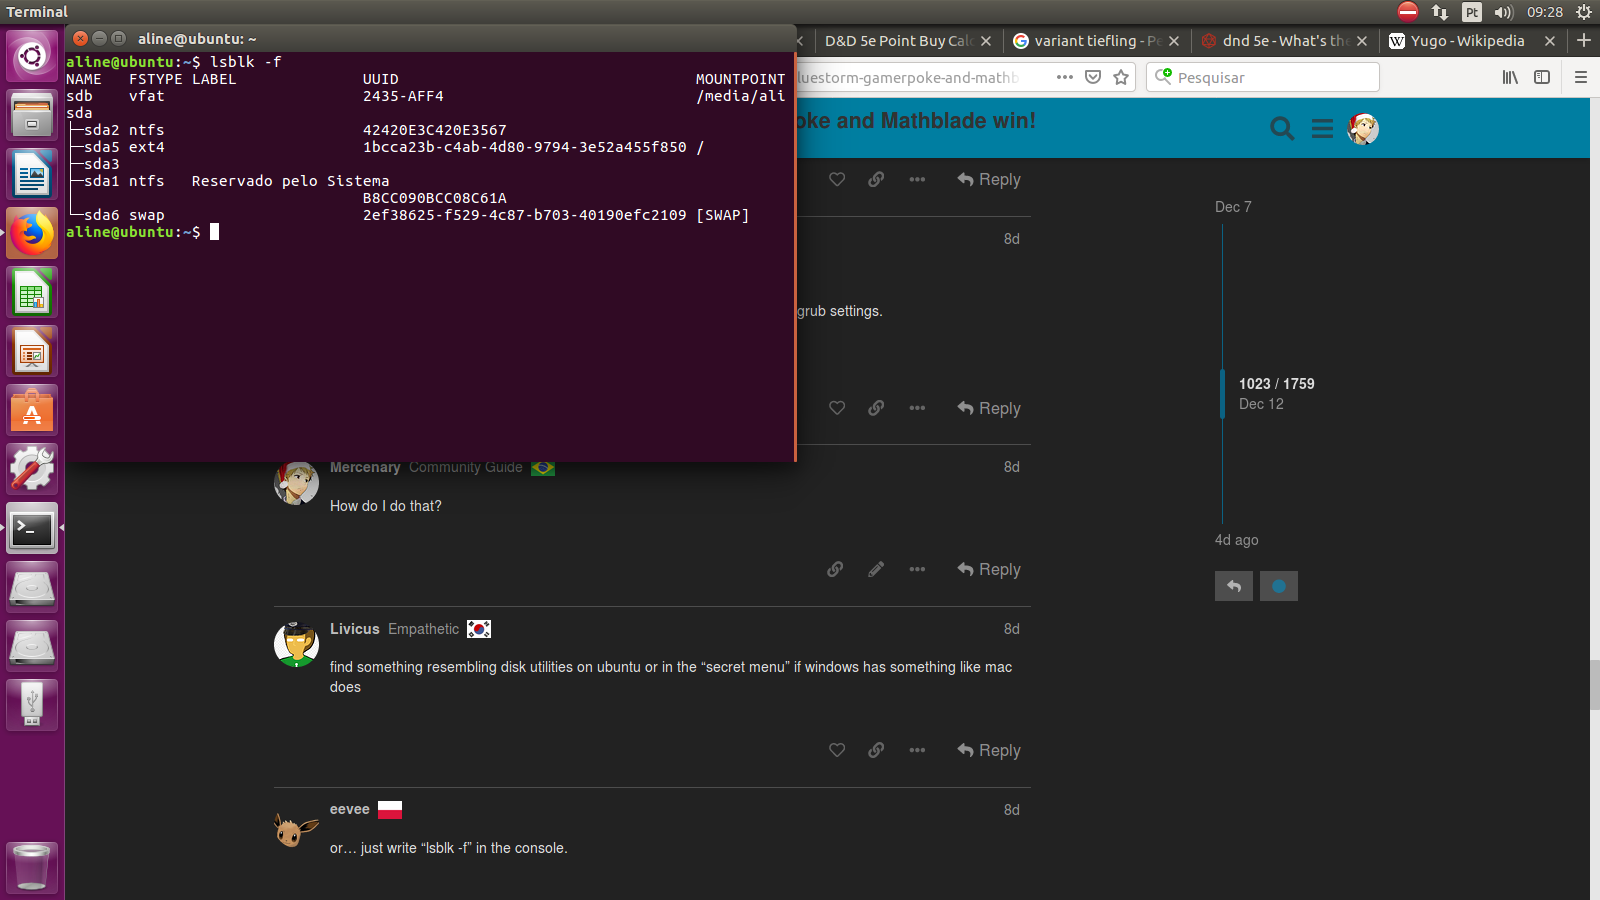 Terminal
Pt
09:28
aline@ubuntu: ~
D&D 5e Point Buy Calc
variant tiefling - Pe
dnd 5e - What's the
Yugo - Wikipedia
aline@ubuntu:~$ lsblk -f
NAME FSTYPE LABEL UUID MOUNTPOINT
sdb vfat 2435-AFF4 /media/ali
sda
├─sda2 ntfs 42420E3C420E3567
├─sda5 ext4 1bcca23b-c4ab-4d80-9794-3e52a455f850 /
├─sda3
├─sda1 ntfs Reservado pelo Sistema
│ B8CC090BCC08C61A
└─sda6 swap 2ef38625-f529-4c87-b703-40190efc2109 [SWAP]
aline@ubuntu:~$
luestorm-gamerpoke-and-mathb
Pesquisar
oke and Mathblade win!
Reply
8d
grub settings.
Reply
Mercenary Community Guide
8d
How do I do that?
Reply
Livicus Empathetic
8d
find something resembling disk utilities on ubuntu or in the “secret menu” if windows has something like mac
does
Reply
eevee
8d
or… just write “lsblk -f” in the console.
Dec 7
1023 / 1759
Dec 12
4d ago